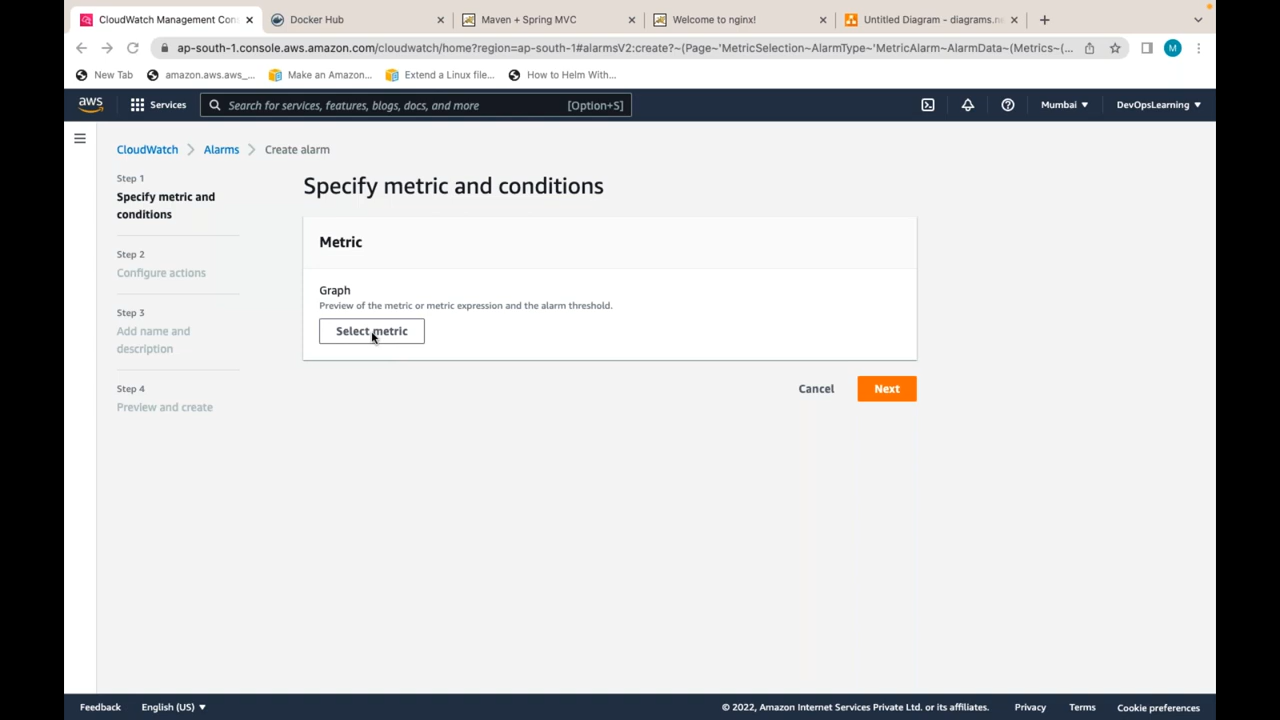 CloudWatch Management Con
Docker Hub
Maven + Spring MVC
Welcome to nginx!
Untitled Diagram - diagrams.ne
ap-south-1.console.aws.amazon.com/cloudwatch/home?region=ap-south-1#alarmsV2:create?~(Page~'MetricSelection~AlarmType~'MetricAlarm~AlarmData~(Metrics~(...
M
New Tab
amazon.aws.aws_...
Make an Amazon...
Extend a Linux file...
How to Helm With...
aws
Services
Search for services, features, blogs, docs, and more
[Option+S]
Mumbai
DevOpsLearning
CloudWatch
Alarms
Create alarm
Step 1
Specify metric and
conditions
Step 2
Configure actions
Step 3
Add name and
description
Step 4
Preview and create
Specify metric and conditions
Metric
Graph
Preview of the metric or metric expression and the alarm threshold.
Select metric
Cancel
Next
Feedback
English (US)
© 2022, Amazon Internet Services Private Ltd. or its affiliates.
Privacy
Terms
Cookie preferences